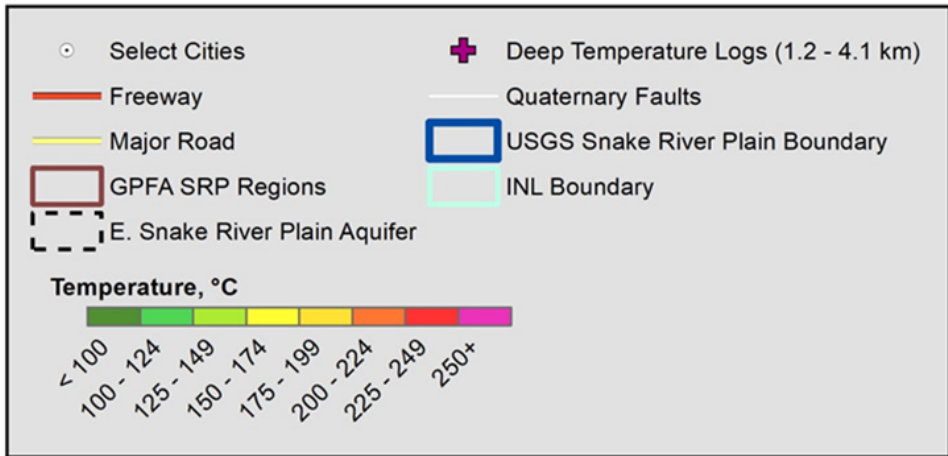 Select Cities
Deep Temperature Logs (1.2 - 4.1 km)
Freeway
Quaternary Faults
Major Road
USGS Snake River Plain Boundary
GPFA SRP Regions
INL Boundary
E. Snake River Plain Aquifer
Temperature, °C
< 100
100 - 124
125 - 149
150 - 174
175 - 199
200 - 224
225 - 249
250+